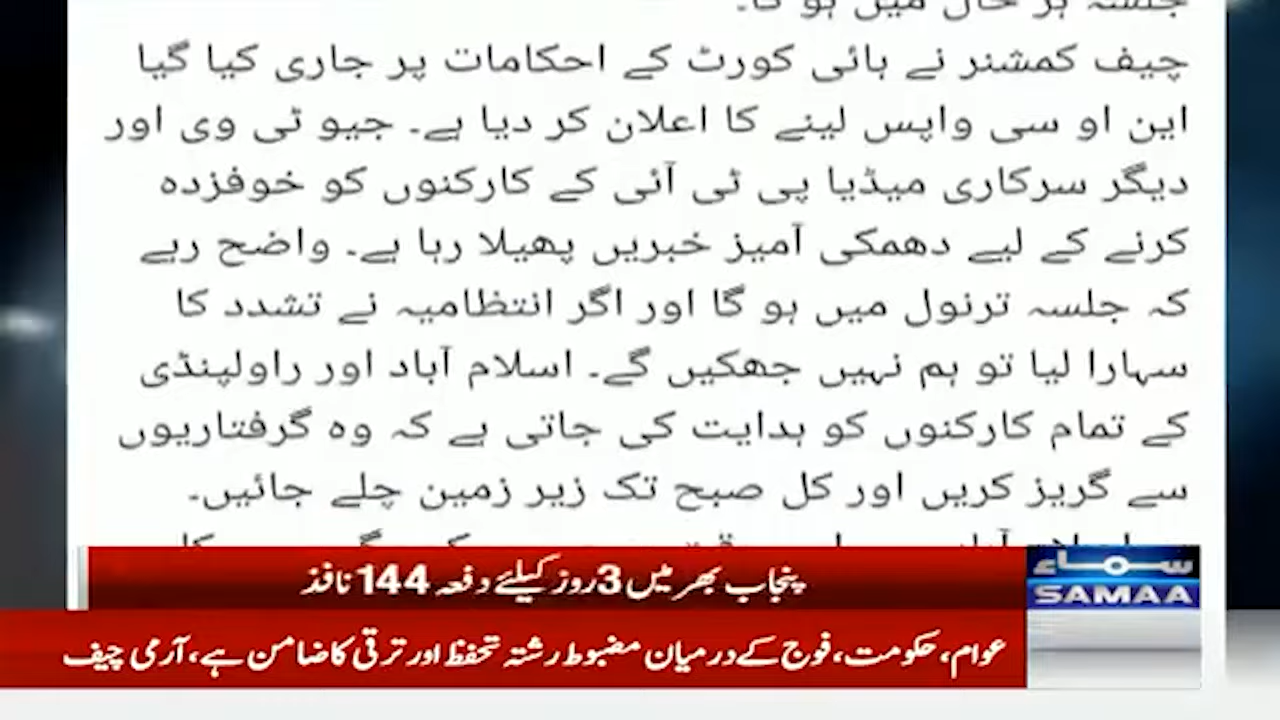 جلسہ ہر حال میں ہو گا۔
چیف کمشنر نے ہائی کورٹ کے احکامات پر جاری کیا گیا
این او سی واپس لینے کا اعلان کر دیا ہے۔ جیو ٹی وی اور
دیگر سرکاری میڈیا پی ٹی آئی کے کارکنوں کو خوفزدہ
کرنے کے لیے دھمکی آمیز خبریں پھیلا رہا ہے۔ واضح رہے
کہ جلسہ ترنول میں ہو گا اور اگر انتظامیہ نے تشدد کا
سہارا لیا تو ہم نہیں جھکیں گے۔ اسلام آباد اور راولپنڈی
کے تمام کارکنوں کو ہدایت کی جاتی ہے کہ وہ گرفتاریوں
سے گریز کریں اور کل صبح تک زیر زمین چلے جائیں۔
پنجاب بھر میں 3 روز کیلئے دفعہ 144 نافذ
سماء
SAMAA
عوام، حکومت، فوج کے درمیان مضبوط رشتہ تحفظ اور ترقی کا ضامن ہے، آرمی چیف